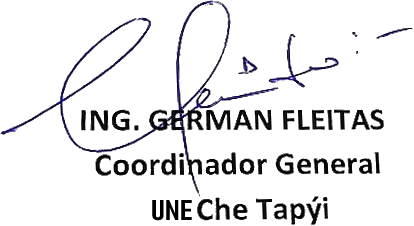 ING. GERMAN FLEITAS
Coordinador General
UNE Che Tapýi